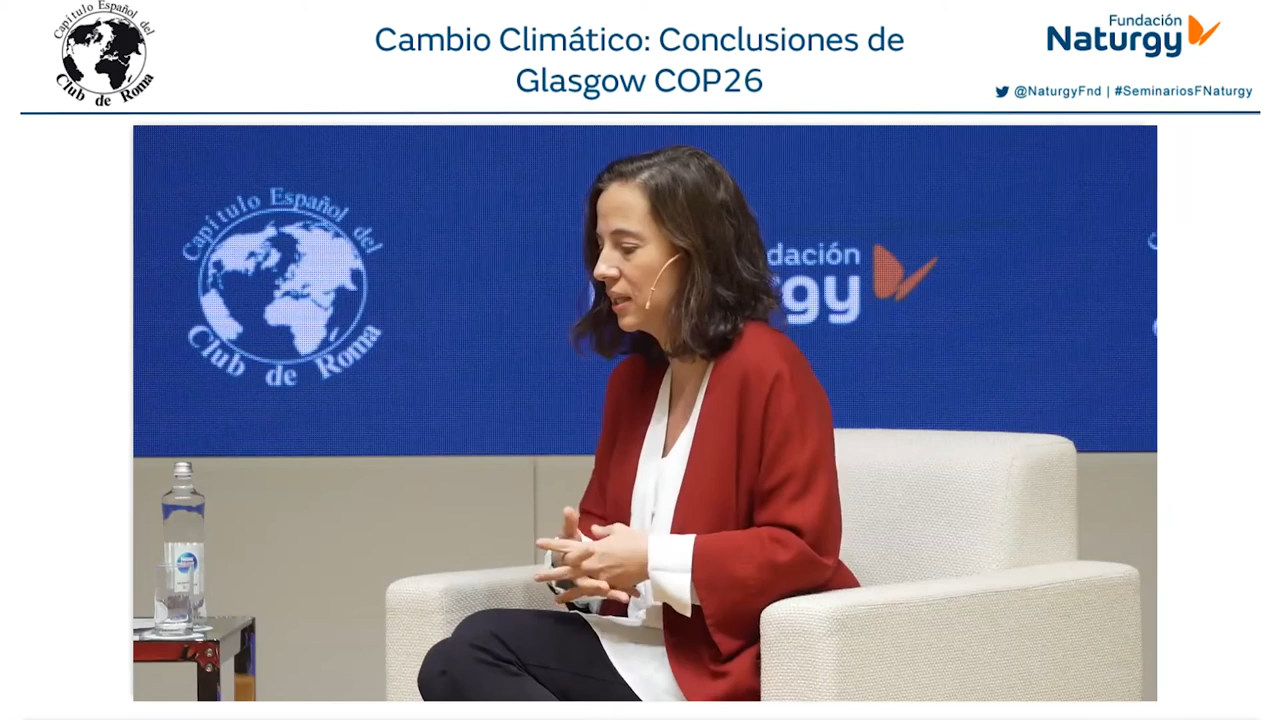 Capítulo Español del
Club de Roma
Cambio Climático: Conclusiones de
Glasgow COP26
Fundación
Naturgy
@NaturgyFnd | #SeminariosFNaturgy
Capítulo Español del
Club de Roma
dación
rgy